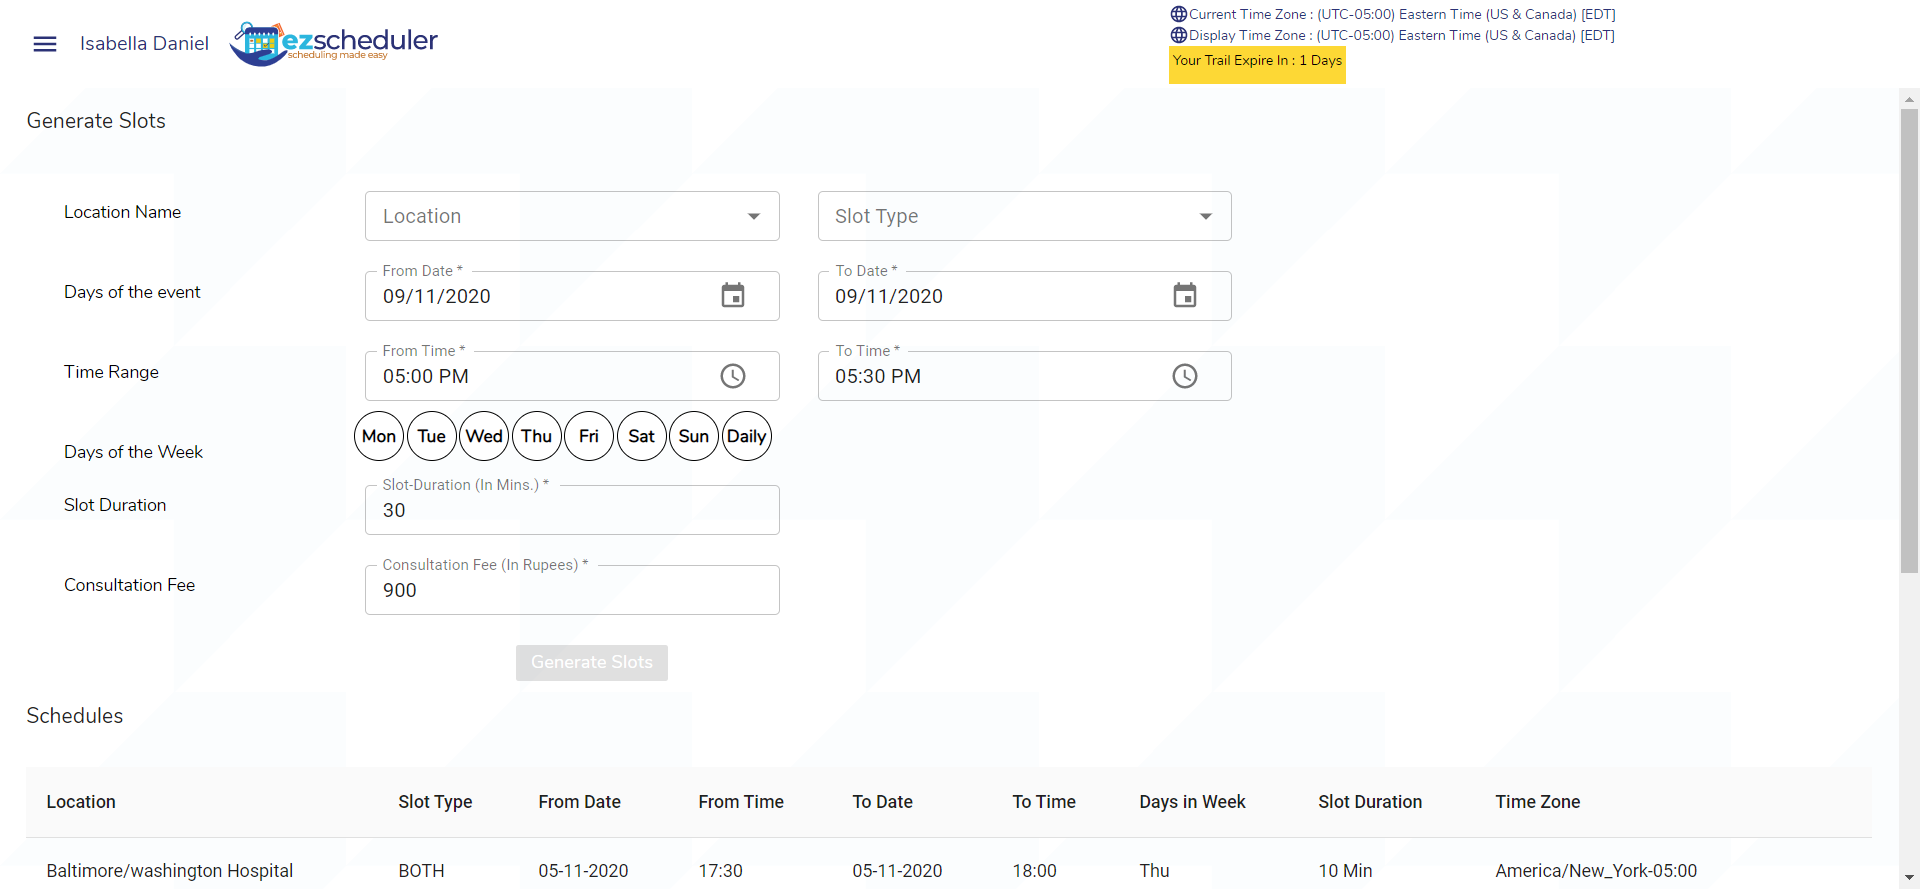 Isabella Daniel
ezscheduler
scheduling made easy
Current Time Zone : (UTC-05:00) Eastern Time (US & Canada) [EDT]
Display Time Zone : (UTC-05:00) Eastern Time (US & Canada) [EDT]
Your Trail Expire In : 1 Days
Generate Slots
Location Name
Location
Slot Type
Days of the event
From Date *
09/11/2020
To Date *
09/11/2020
Time Range
From Time *
05:00 PM
To Time *
05:30 PM
Days of the Week
Mon Tue Wed Thu Fri Sat Sun Daily
Slot Duration
Slot-Duration (In Mins.) *
30
Consultation Fee
Consultation Fee (In Rupees) *
900
Generate Slots
Schedules
Location Slot Type From Date From Time To Date To Time Days in Week Slot Duration Time Zone
Baltimore/washington Hospital BOTH 05-11-2020 17:30 05-11-2020 18:00 Thu 10 Min America/New_York-05:00